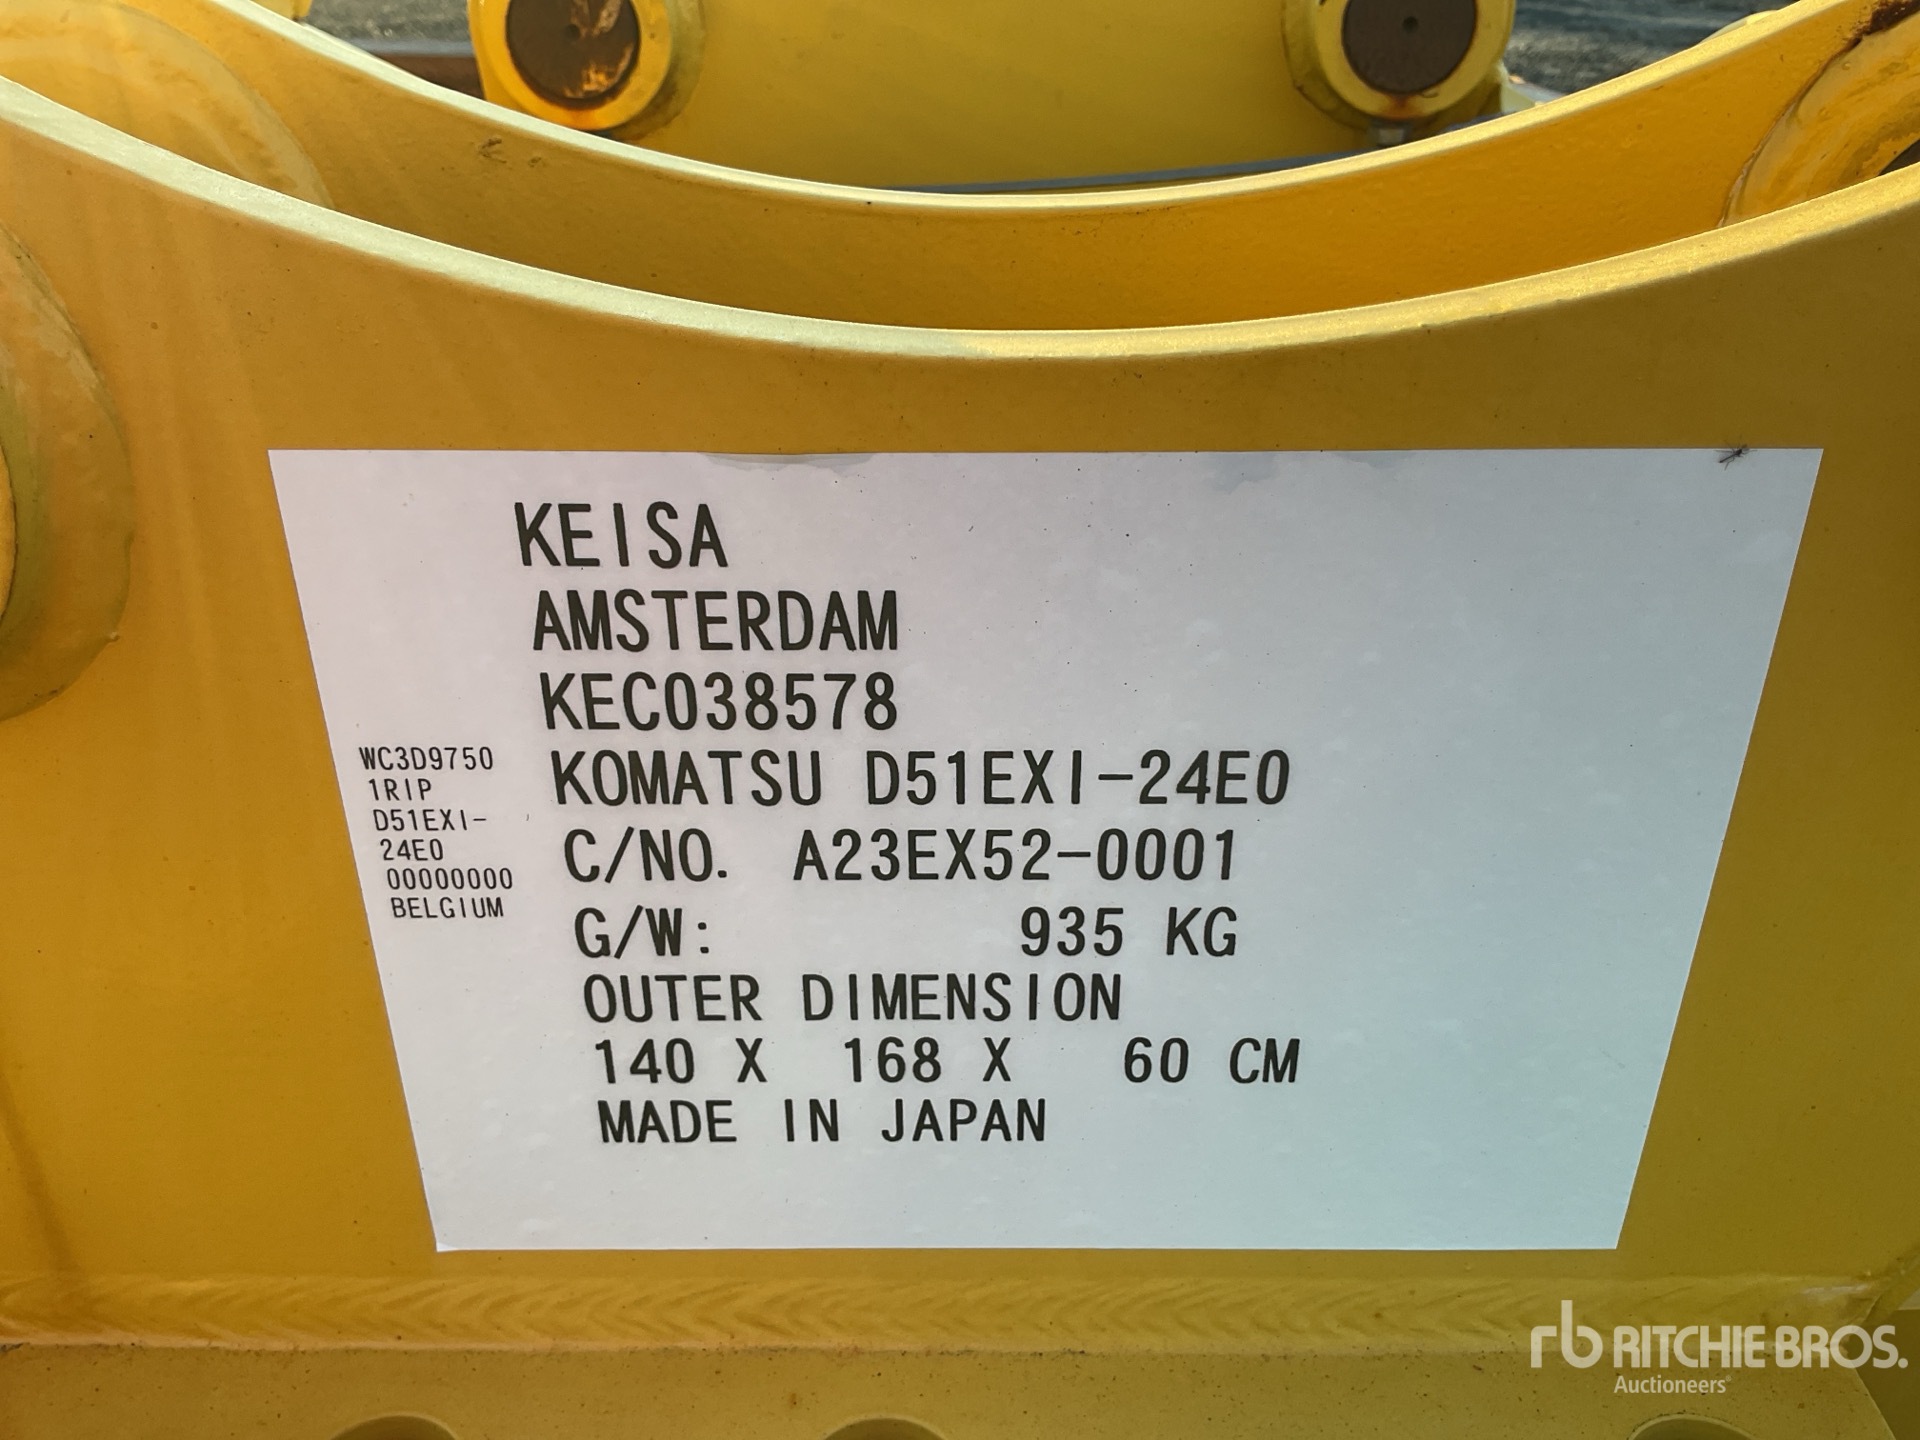 KEISA
AMSTERDAM
KEC038578
KOMATSU D51EXI-24E0
C/NO. A23EX52-0001
G/W: 935 KG
OUTER DIMENSION
140 X 168 X 60 CM
MADE IN JAPAN
WC3D9750
1RIP
D51EXI-
24E0
00000000
BELGIUM
rb RITCHIE BROS.
Auctioneers